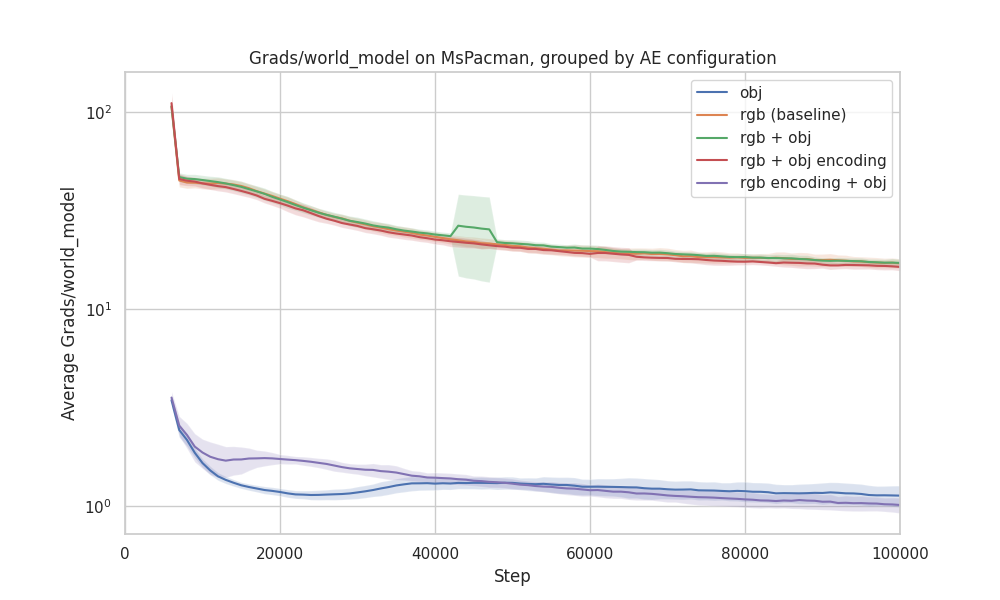 Grads/world_model on MsPacman, grouped by AE configuration
obj
rgb (baseline)
rgb + obj
rgb + obj encoding
rgb encoding + obj
Average Grads/world_model
10²
10¹
10⁰
0 20000 40000 60000 80000 100000
Step